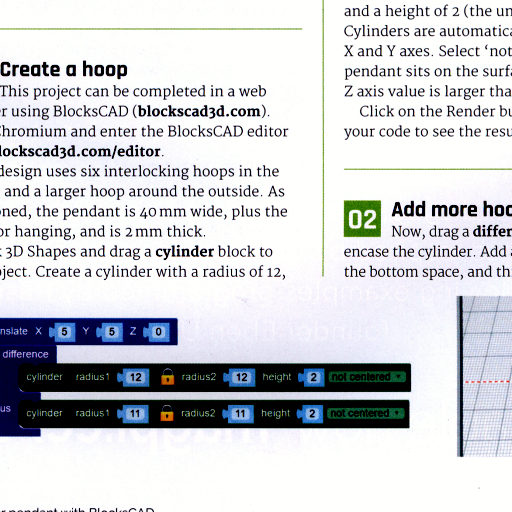 Create a hoop
This project can be completed in a web
using BlocksCAD (blockscad3d.com).
Chromium and enter the BlocksCAD editor
blockscad3d.com/editor.
design uses six interlocking hoops in the
and a larger hoop around the outside. As
the pendant is 40 mm wide, plus the
hanging, and is 2 mm thick.
3D Shapes and drag a cylinder block to
Create a cylinder with a radius of 12,
and a height of 2 (the un
Cylinders are automatica
X and Y axes. Select ‘not
pendant sits on the surf
Z axis value is larger tha
Click on the Render bu
your code to see the resu
02 Add more hoo
Now, drag a differ
encase the cylinder. Add
the bottom space, and th
nslate X 5 Y 5 Z 0
difference
cylinder radius1 12 radius2 12 height 2 not centered
us cylinder radius1 11 radius2 11 height 2 not centered
pendant with BlocksCAD